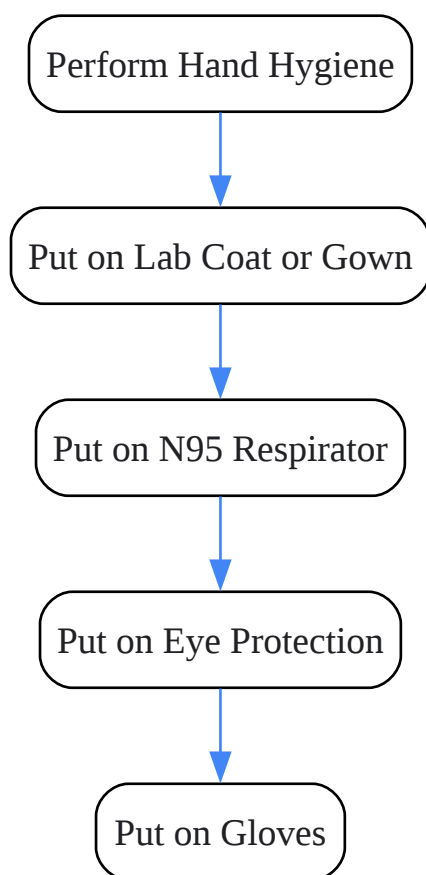 Perform Hand Hygiene
Put on Lab Coat or Gown
Put on N95 Respirator
Put on Eye Protection
Put on Gloves